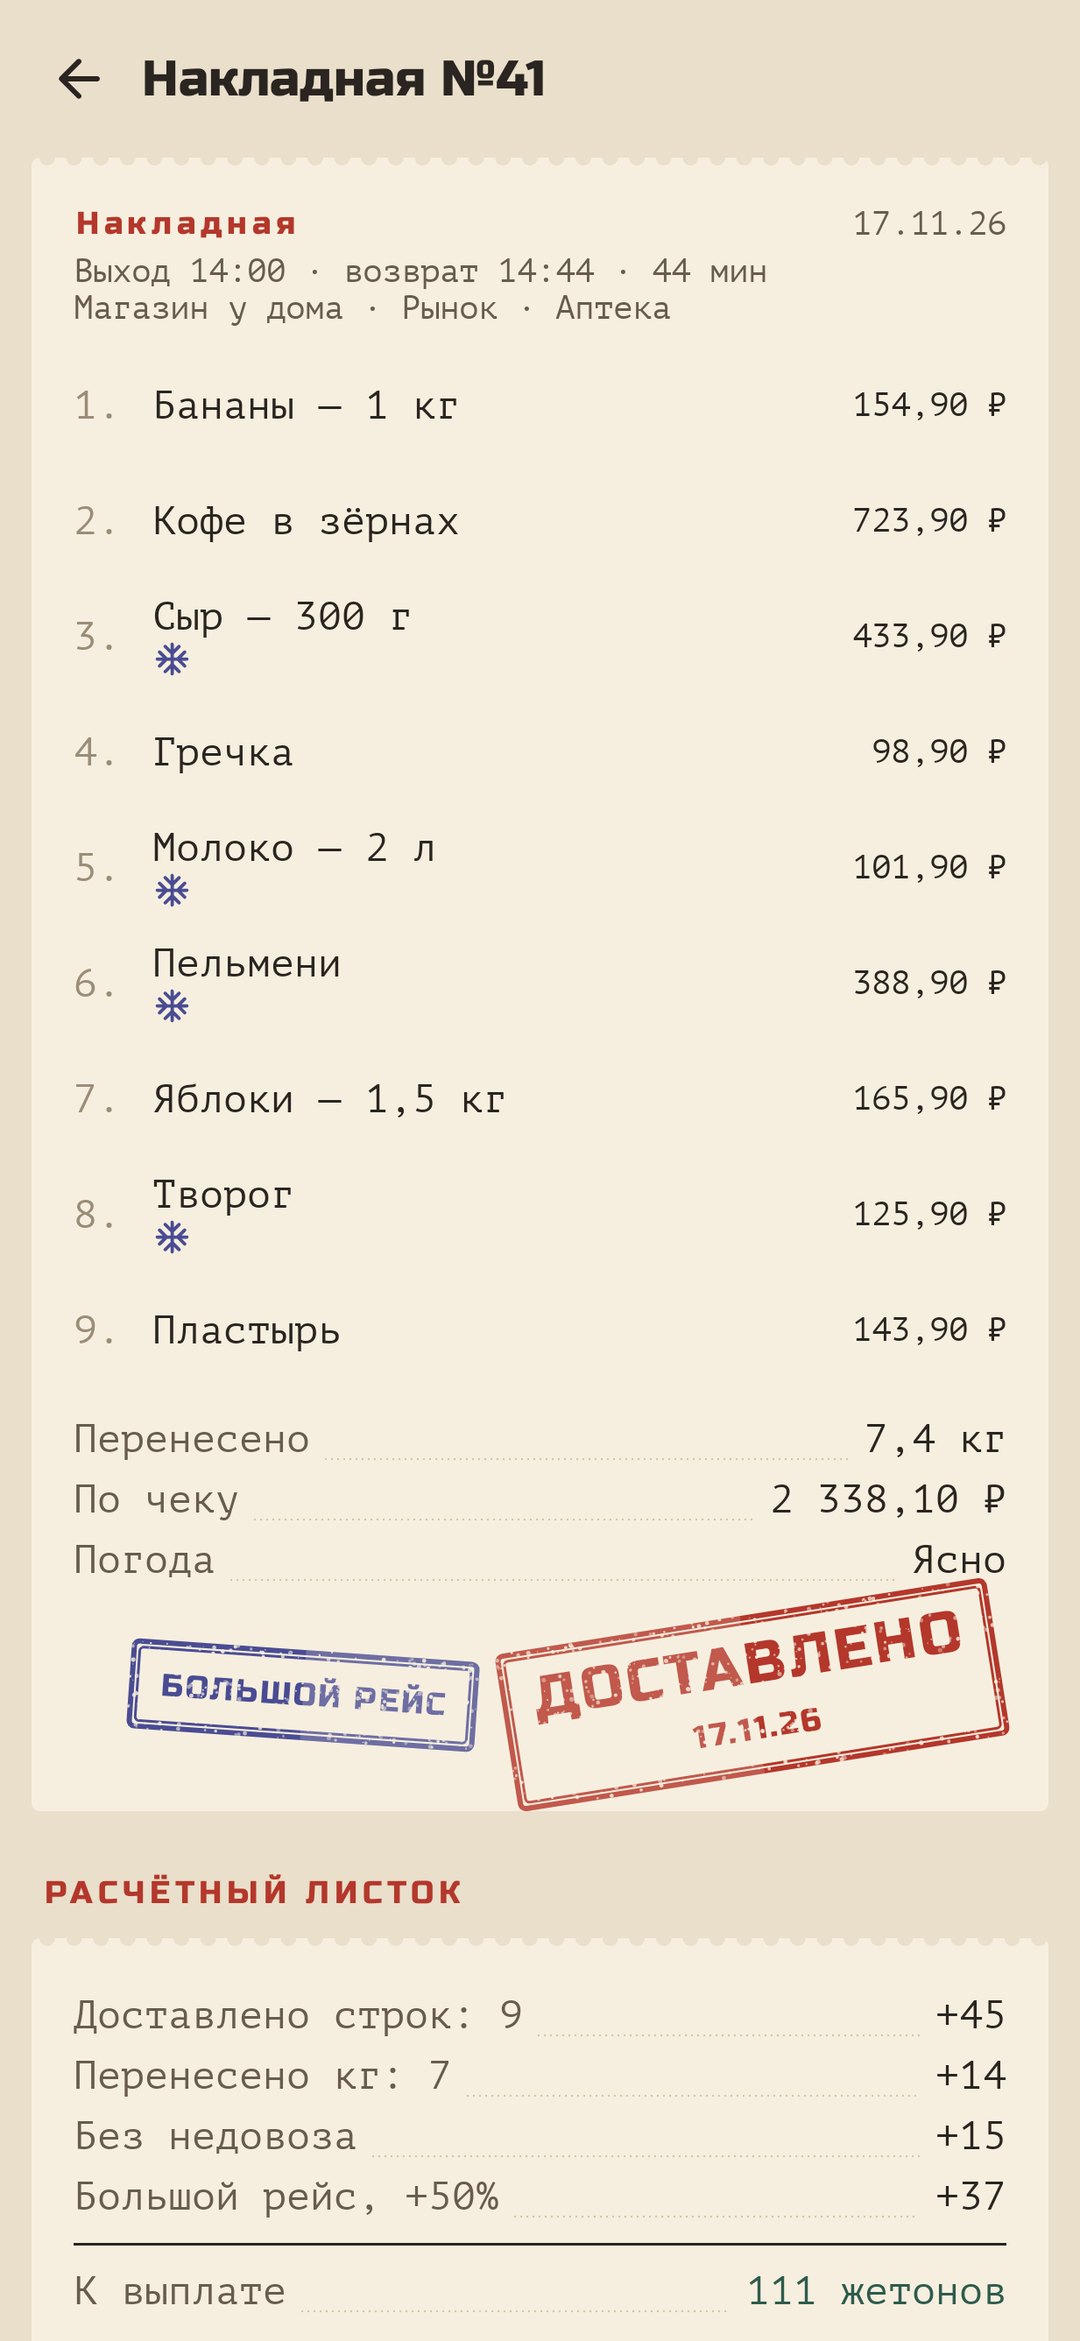 Накладная №41
Накладная 17.11.26
Выход 14:00 · возврат 14:44 · 44 мин
Магазин у дома · Рынок · Аптека
1. Бананы — 1 кг 154,90 ₽
2. Кофе в зёрнах 723,90 ₽
3. Сыр — 300 г 433,90 ₽
4. Гречка 98,90 ₽
5. Молоко — 2 л 101,90 ₽
6. Пельмени 388,90 ₽
7. Яблоки — 1,5 кг 165,90 ₽
8. Творог 125,90 ₽
9. Пластырь 143,90 ₽
Перенесено 7,4 кг
По чеку 2 338,10 ₽
Погода Ясно
БОЛЬШОЙ РЕЙС
ДОСТАВЛЕНО
17.11.26
РАСЧЁТНЫЙ ЛИСТОК
Доставлено строк: 9 +45
Перенесено кг: 7 +14
Без недовоза +15
Большой рейс, +50% +37
К выплате 111 жетонов